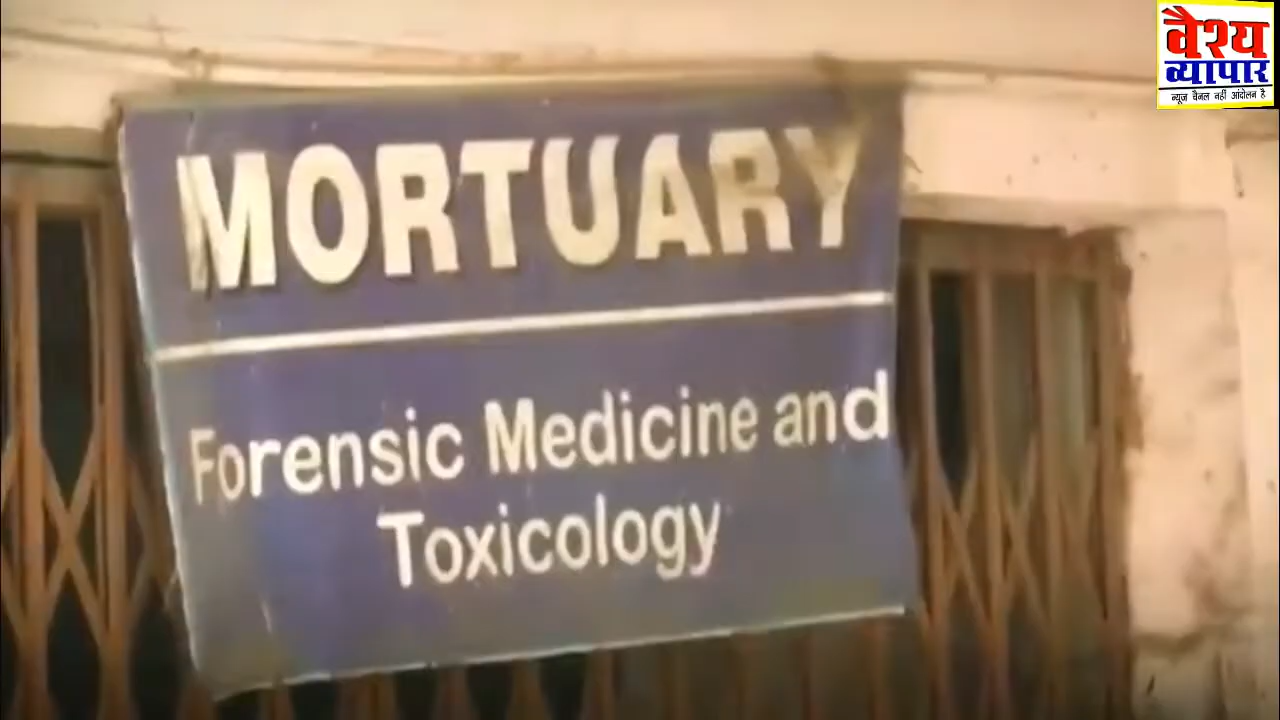 वैश्य
व्यापार
न्यूज चैनल नहीं आंदोलन है
MORTUARY
Forensic Medicine and
Toxicology